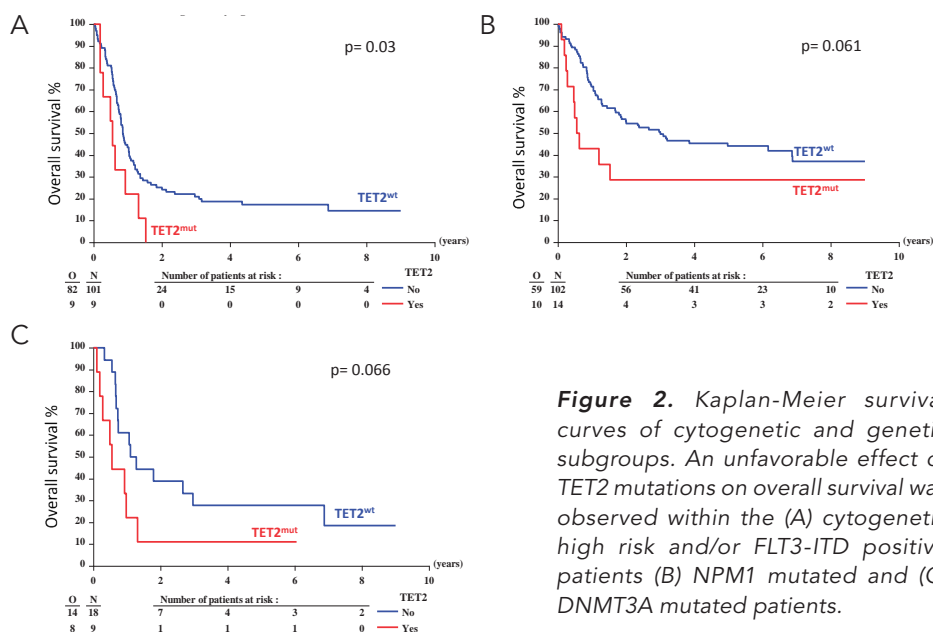 A
p= 0.03
Overall survival %
100
90
80
70
60
50
40
30
20
10
0
TET2wt
TET2mut
(years)
0 2 4 6 8 10
O N Number of patients at risk : TET2
82 101 24 15 9 4 No
9 9 0 0 0 0 Yes
B
p= 0.061
Overall survival %
100
90
80
70
60
50
40
30
20
10
0
TET2wt
TET2mut
(years)
0 2 4 6 8 10
O N Number of patients at risk : TET2
59 102 56 41 23 10 No
10 14 4 3 3 2 Yes
C
p= 0.066
Overall survival %
100
90
80
70
60
50
40
30
20
10
0
TET2wt
TET2mut
(years)
0 2 4 6 8 10
O N Number of patients at risk : TET2
14 18 7 4 3 2 No
8 9 1 1 1 0 Yes
Figure 2. Kaplan-Meier surviva
curves of cytogenetic and geneti
subgroups. An unfavorable effect o
TET2 mutations on overall survival wa
observed within the (A) cytogeneti
high risk and/or FLT3-ITD positiv
patients (B) NPM1 mutated and (C
DNMT3A mutated patients.